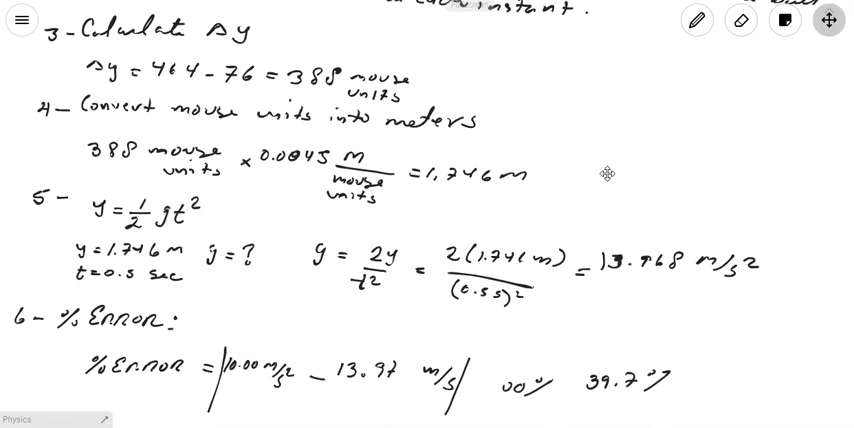 instant.
3 - Calculate Δy
Δy = 464 - 76 = 388 mouse units
4 - Convert mouse units into meters
388 mouse units × 0.0045 m / mouse units = 1.746 m
5 - y = 1/2 gt²
y = 1.746 m g = ? g = 2y / t² = 2(1.746 m) / (0.5 s)² = 13.968 m/s²
t = 0.5 sec
6 - % ERROR:
% ERROR = |10.00 m/s² - 13.97 m/s| 00% 39.7%
Physics